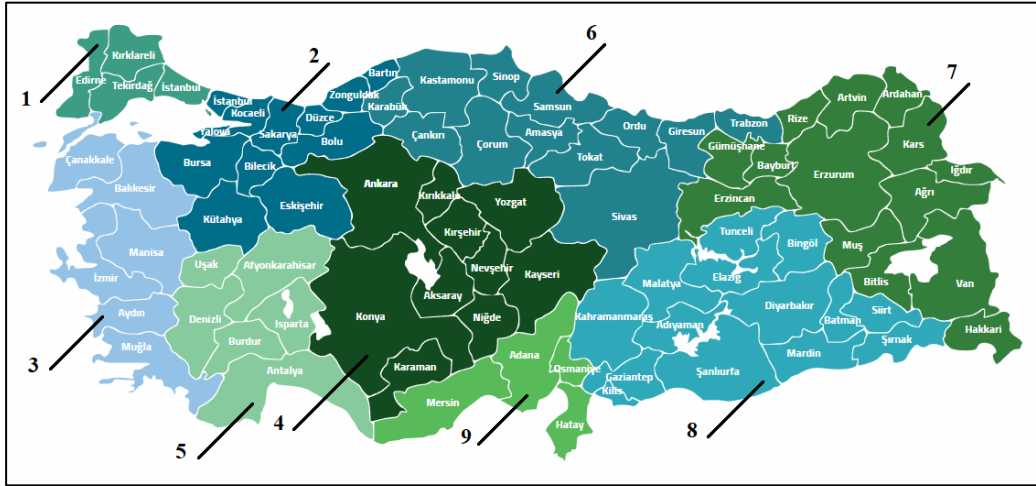 6
2
7
Kırklareli
Edirne
Tekirdağ
İstanbul
1
Bartın
Zonguldak
Kastamonu
Sinop
Karabük
Samsun
Artvin
Ardahan
İstanbul
Kocaeli
Düzce
Yalova
Sakarya
Bolu
Çankırı
Çorum
Amasya
Ordu
Giresun
Trabzon
Rize
Kars
Tokat
Gümüşhane
Bayburt
Erzurum
Iğdır
Çanakkale
Bursa
Bilecik
Ankara
Kırıkkale
Yozgat
Sivas
Erzincan
Ağrı
Balıkesir
Kütahya
Eskişehir
Kırşehir
Tunceli
Bingöl
Muş
Manisa
Uşak
Afyonkarahisar
Nevşehir
Kayseri
Malatya
Elazığ
Bitlis
Van
İzmir
Aksaray
Aydın
Denizli
Isparta
Konya
Niğde
Kahramanmaraş
Adıyaman
Diyarbakır
Batman
Siirt
Hakkari
Muğla
Burdur
Şırnak
3
Antalya
Karaman
Adana
Osmaniye
Gaziantep
Şanlıurfa
Mardin
Mersin
Kilis
Hatay
5
4
9
8